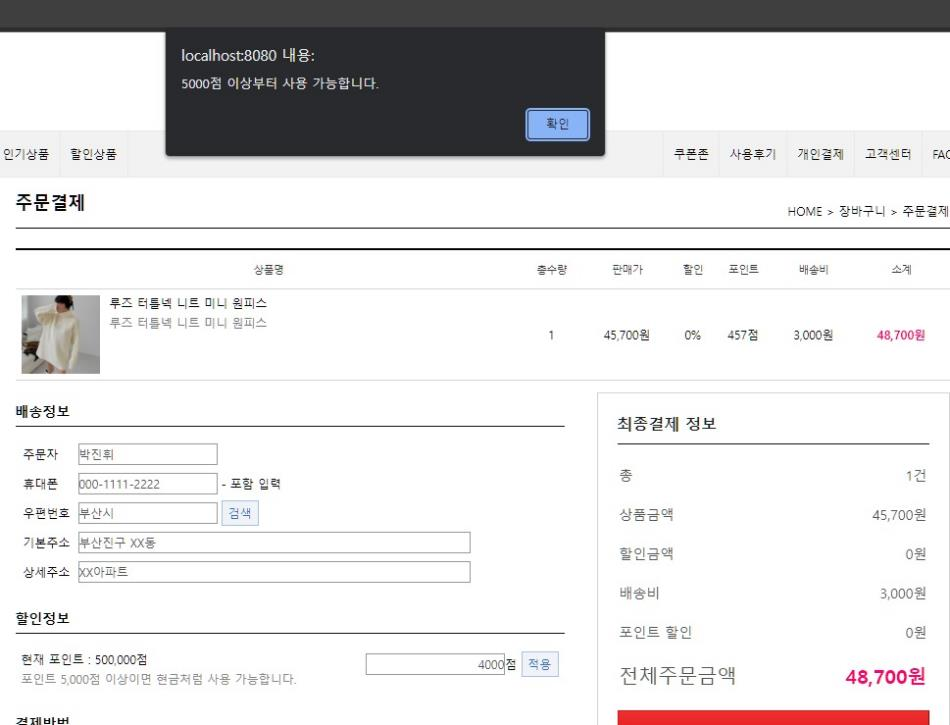 localhost:8080 내용:
5000점 이상부터 사용 가능합니다.
확인
인기상품 할인상품 쿠폰존 사용후기 개인결제 고객센터 FAQ
주문결제
HOME > 장바구니 > 주문결제
상품명 총수량 판매가 할인 포인트 배송비 소계
루즈 터틀넥 니트 미니 원피스
루즈 터틀넥 니트 미니 원피스
1 45,700원 0% 457점 3,000원 48,700원
배송정보
주문자 박진휘
휴대폰 000-1111-2222 - 포함 입력
우편번호 부산시 검색
기본주소 부산진구 XX동
상세주소 XX아파트
할인정보
현재 포인트 : 500,000점
포인트 5,000점 이상이면 현금처럼 사용 가능합니다.
4000점 적용
결제방법
최종결제 정보
총 1건
상품금액 45,700원
할인금액 0원
배송비 3,000원
포인트 할인 0원
전체주문금액 48,700원